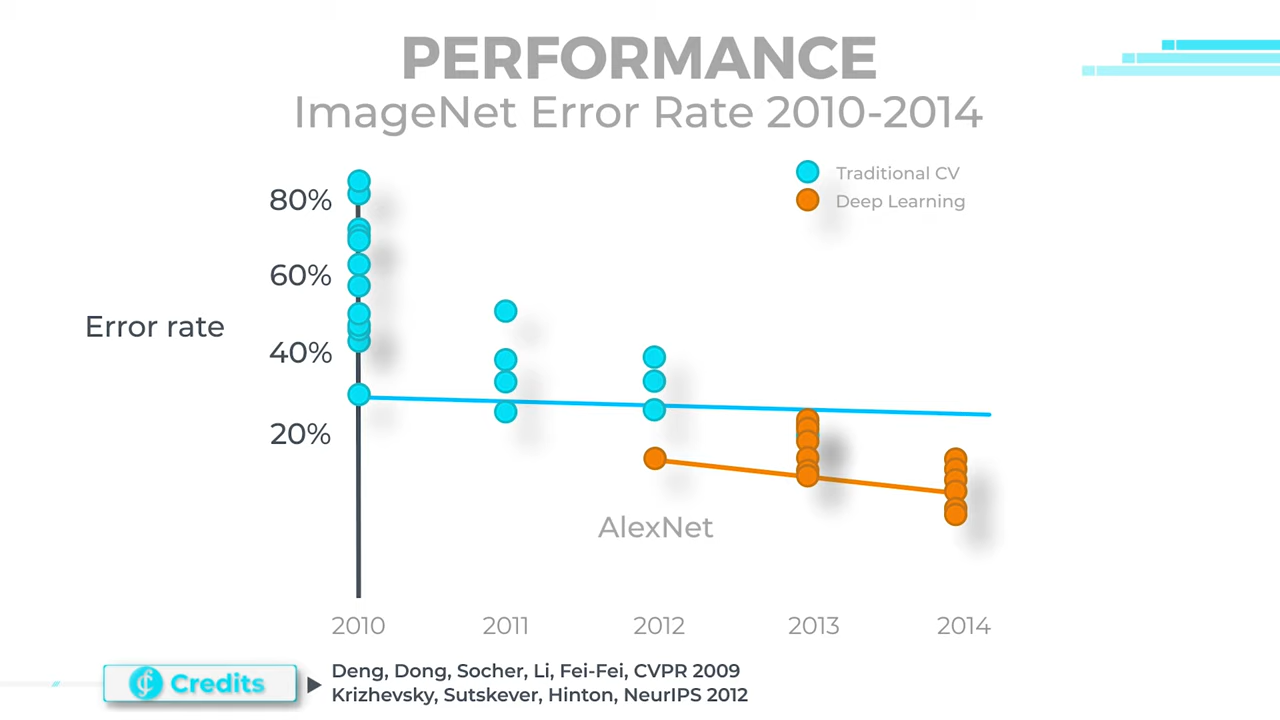 PERFORMANCE
ImageNet Error Rate 2010-2014
Traditional CV
Deep Learning
80%
60%
Error rate
40%
20%
AlexNet
2010 2011 2012 2013 2014
Credits
Deng, Dong, Socher, Li, Fei-Fei, CVPR 2009
Krizhevsky, Sutskever, Hinton, NeurIPS 2012